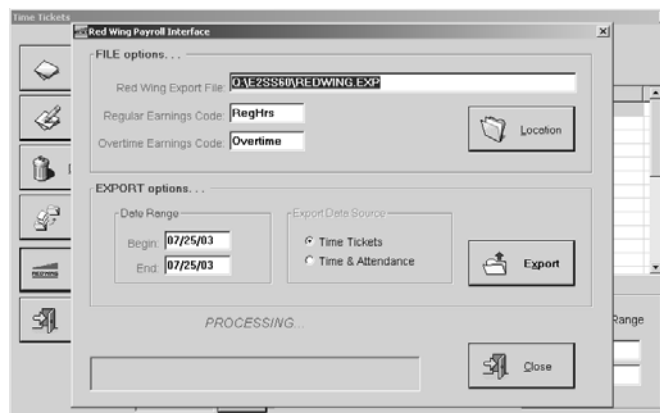 Time Tickets
Red Wing Payroll Interface
FILE options. . .
Red Wing Export File: Q:\E2SS60\REDWING.EXP
Regular Earnings Code: RegHrs
Overtime Earnings Code: Overtime
Location
EXPORT options. . .
Date Range
Begin: 07/25/03
End: 07/25/03
Export Data Source
Time Tickets
Time & Attendance
Export
PROCESSING...
Close
Range